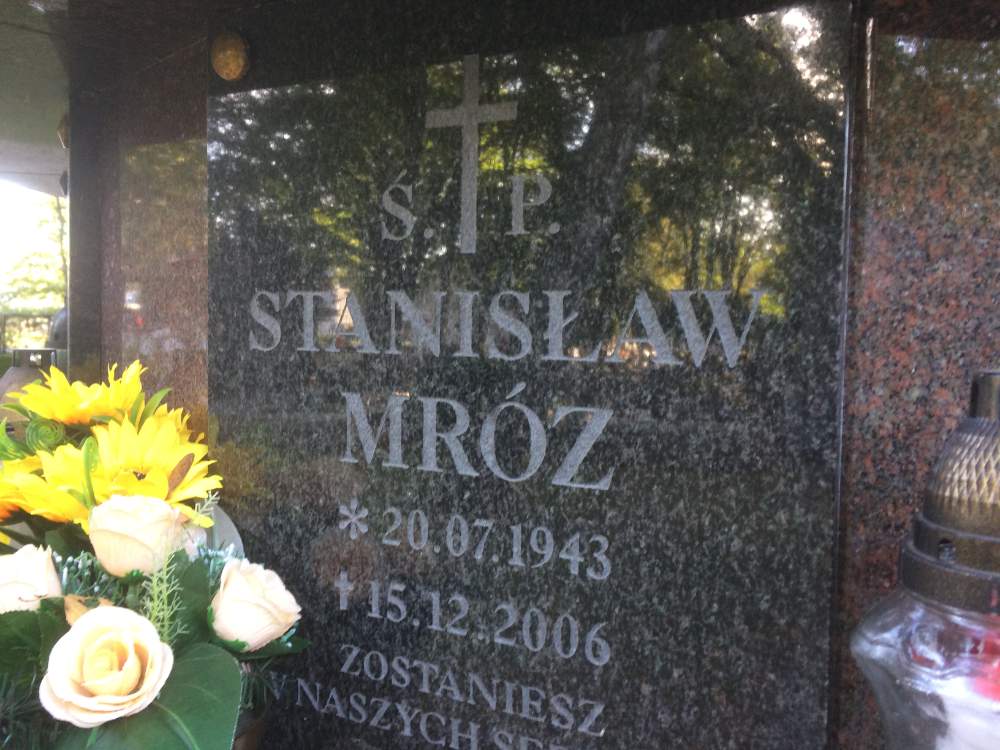 Ś. P.
STANISŁAW
MRÓZ
* 20.07.1943
† 15.12.2006
ZOSTANIESZ
W NASZYCH